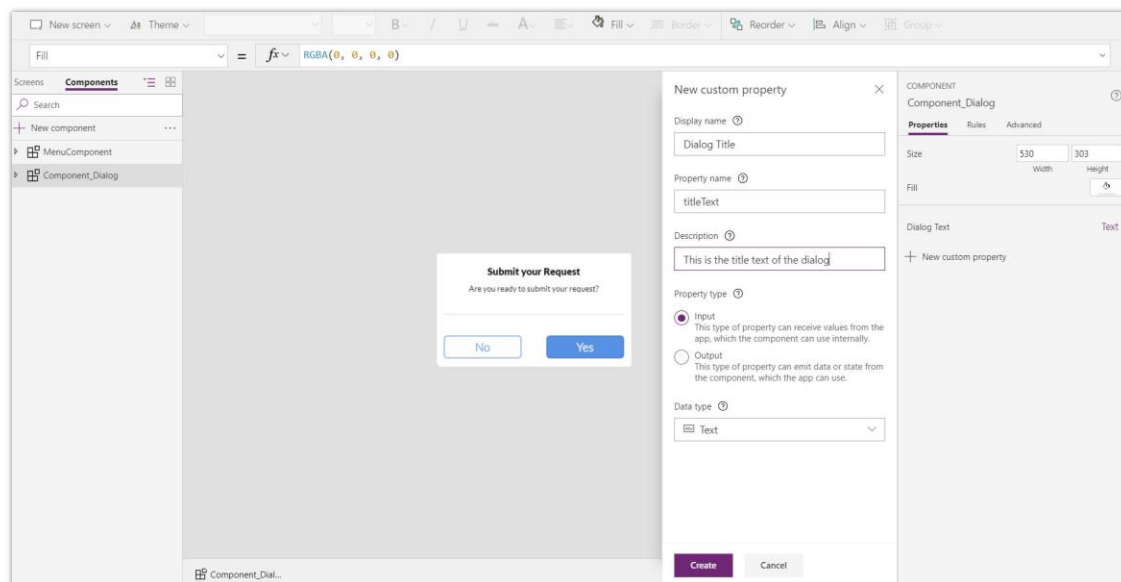 New screen Theme B / U abc A Fill Border Reorder Align Group
Fill = fx RGBA(0, 0, 0, 0)
Screens Components
Search
New component ...
MenuComponent
Component_Dialog
Submit your Request
Are you ready to submit your request?
No Yes
Component_Dial...
New custom property
Display name
Dialog Title
Property name
titleText
Description
This is the title text of the dialog
Property type
Input
This type of property can receive values from the
app, which the component can use internally.
Output
This type of property can emit data or state from
the component, which the app can use.
Data type
Text
Create Cancel
COMPONENT
Component_Dialog
Properties Rules Advanced
Size 530 303
Width Height
Fill
Dialog Text Text
New custom property